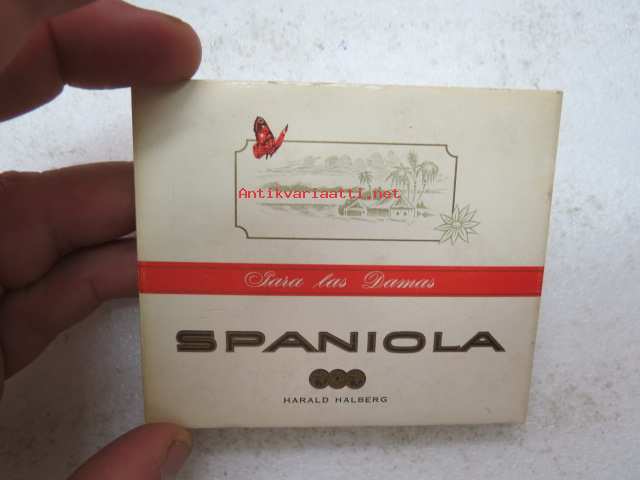 Antikvariaatti.net
Para las Damas
SPANIOLA
HARALD HALBERG